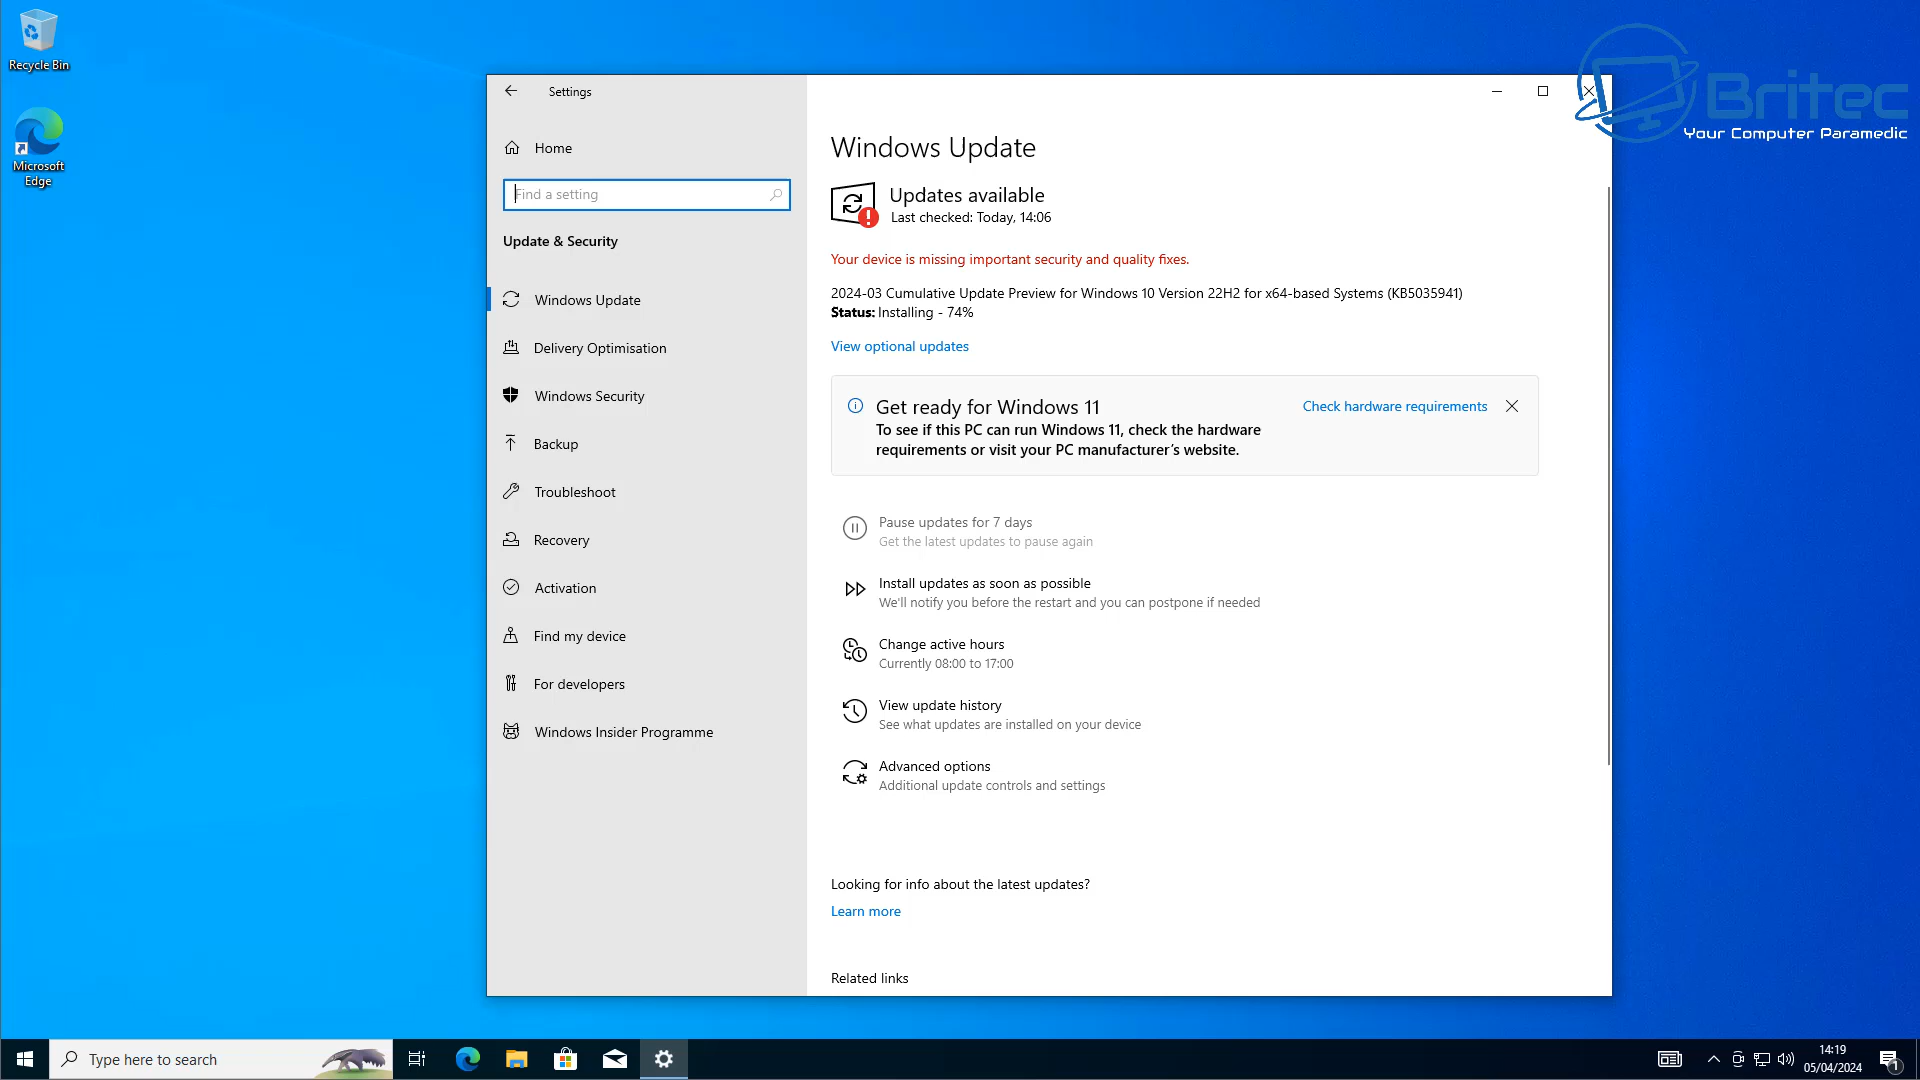 Recycle Bin
Microsoft
Edge
Britec
Your Computer Paramedic
Settings
Home
Find a setting
Update & Security
Windows Update
Delivery Optimisation
Windows Security
Backup
Troubleshoot
Recovery
Activation
Find my device
For developers
Windows Insider Programme
Windows Update
Updates available
Last checked: Today, 14:06
Your device is missing important security and quality fixes.
2024-03 Cumulative Update Preview for Windows 10 Version 22H2 for x64-based Systems (KB5035941)
Status: Installing - 74%
View optional updates
Get ready for Windows 11
Check hardware requirements
To see if this PC can run Windows 11, check the hardware
requirements or visit your PC manufacturer's website.
Pause updates for 7 days
Get the latest updates to pause again
Install updates as soon as possible
We'll notify you before the restart and you can postpone if needed
Change active hours
Currently 08:00 to 17:00
View update history
See what updates are installed on your device
Advanced options
Additional update controls and settings
Looking for info about the latest updates?
Learn more
Related links
Type here to search
14:19
05/04/2024
1